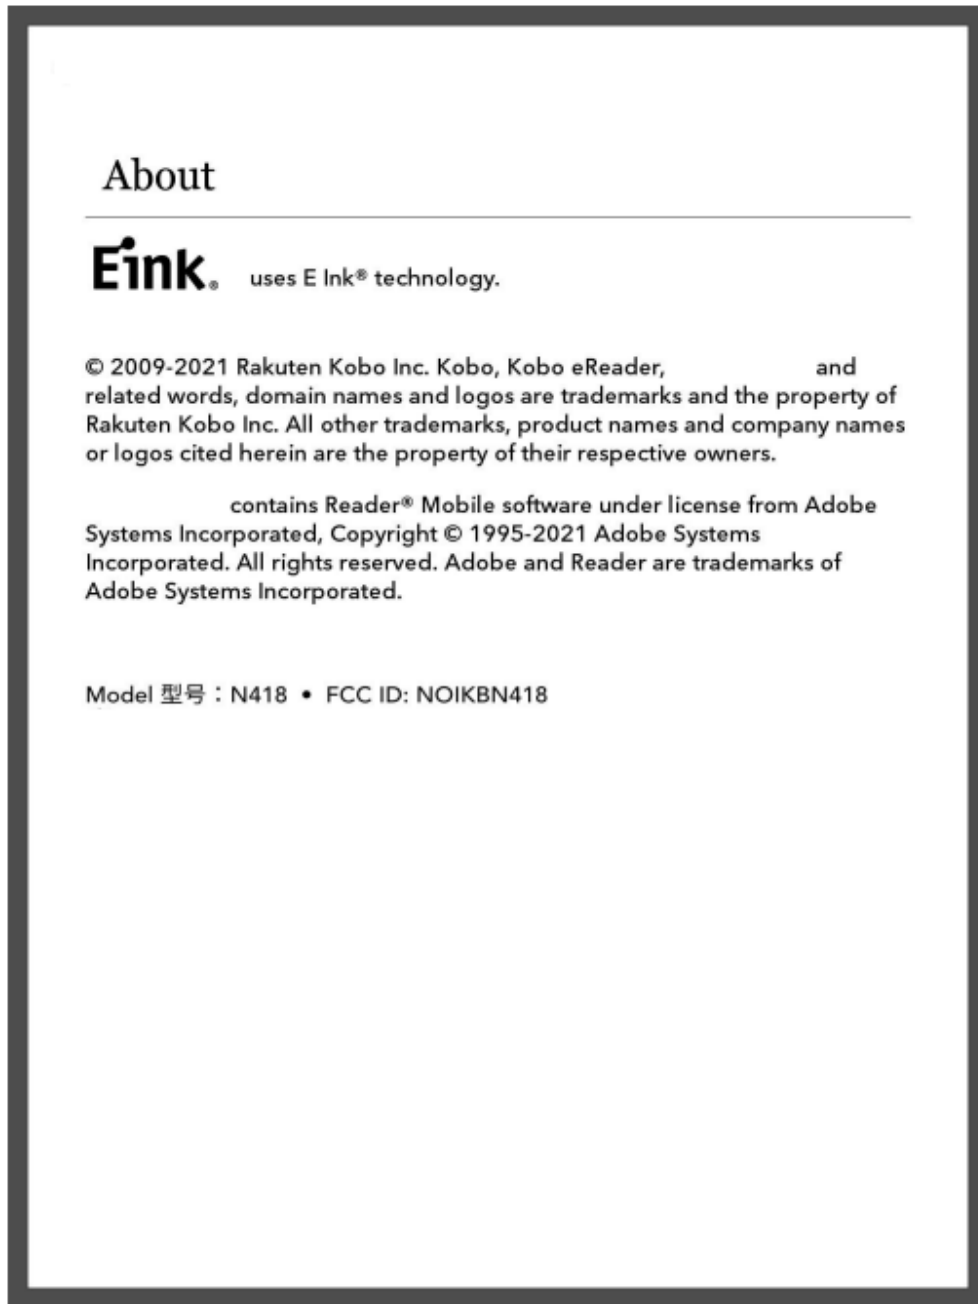 About
Eink® uses E Ink® technology.
© 2009-2021 Rakuten Kobo Inc. Kobo, Kobo eReader, and
related words, domain names and logos are trademarks and the property of
Rakuten Kobo Inc. All other trademarks, product names and company names
or logos cited herein are the property of their respective owners.
contains Reader® Mobile software under license from Adobe
Systems Incorporated, Copyright © 1995-2021 Adobe Systems
Incorporated. All rights reserved. Adobe and Reader are trademarks of
Adobe Systems Incorporated.
Model 型号：N418 • FCC ID: NOIKBN418